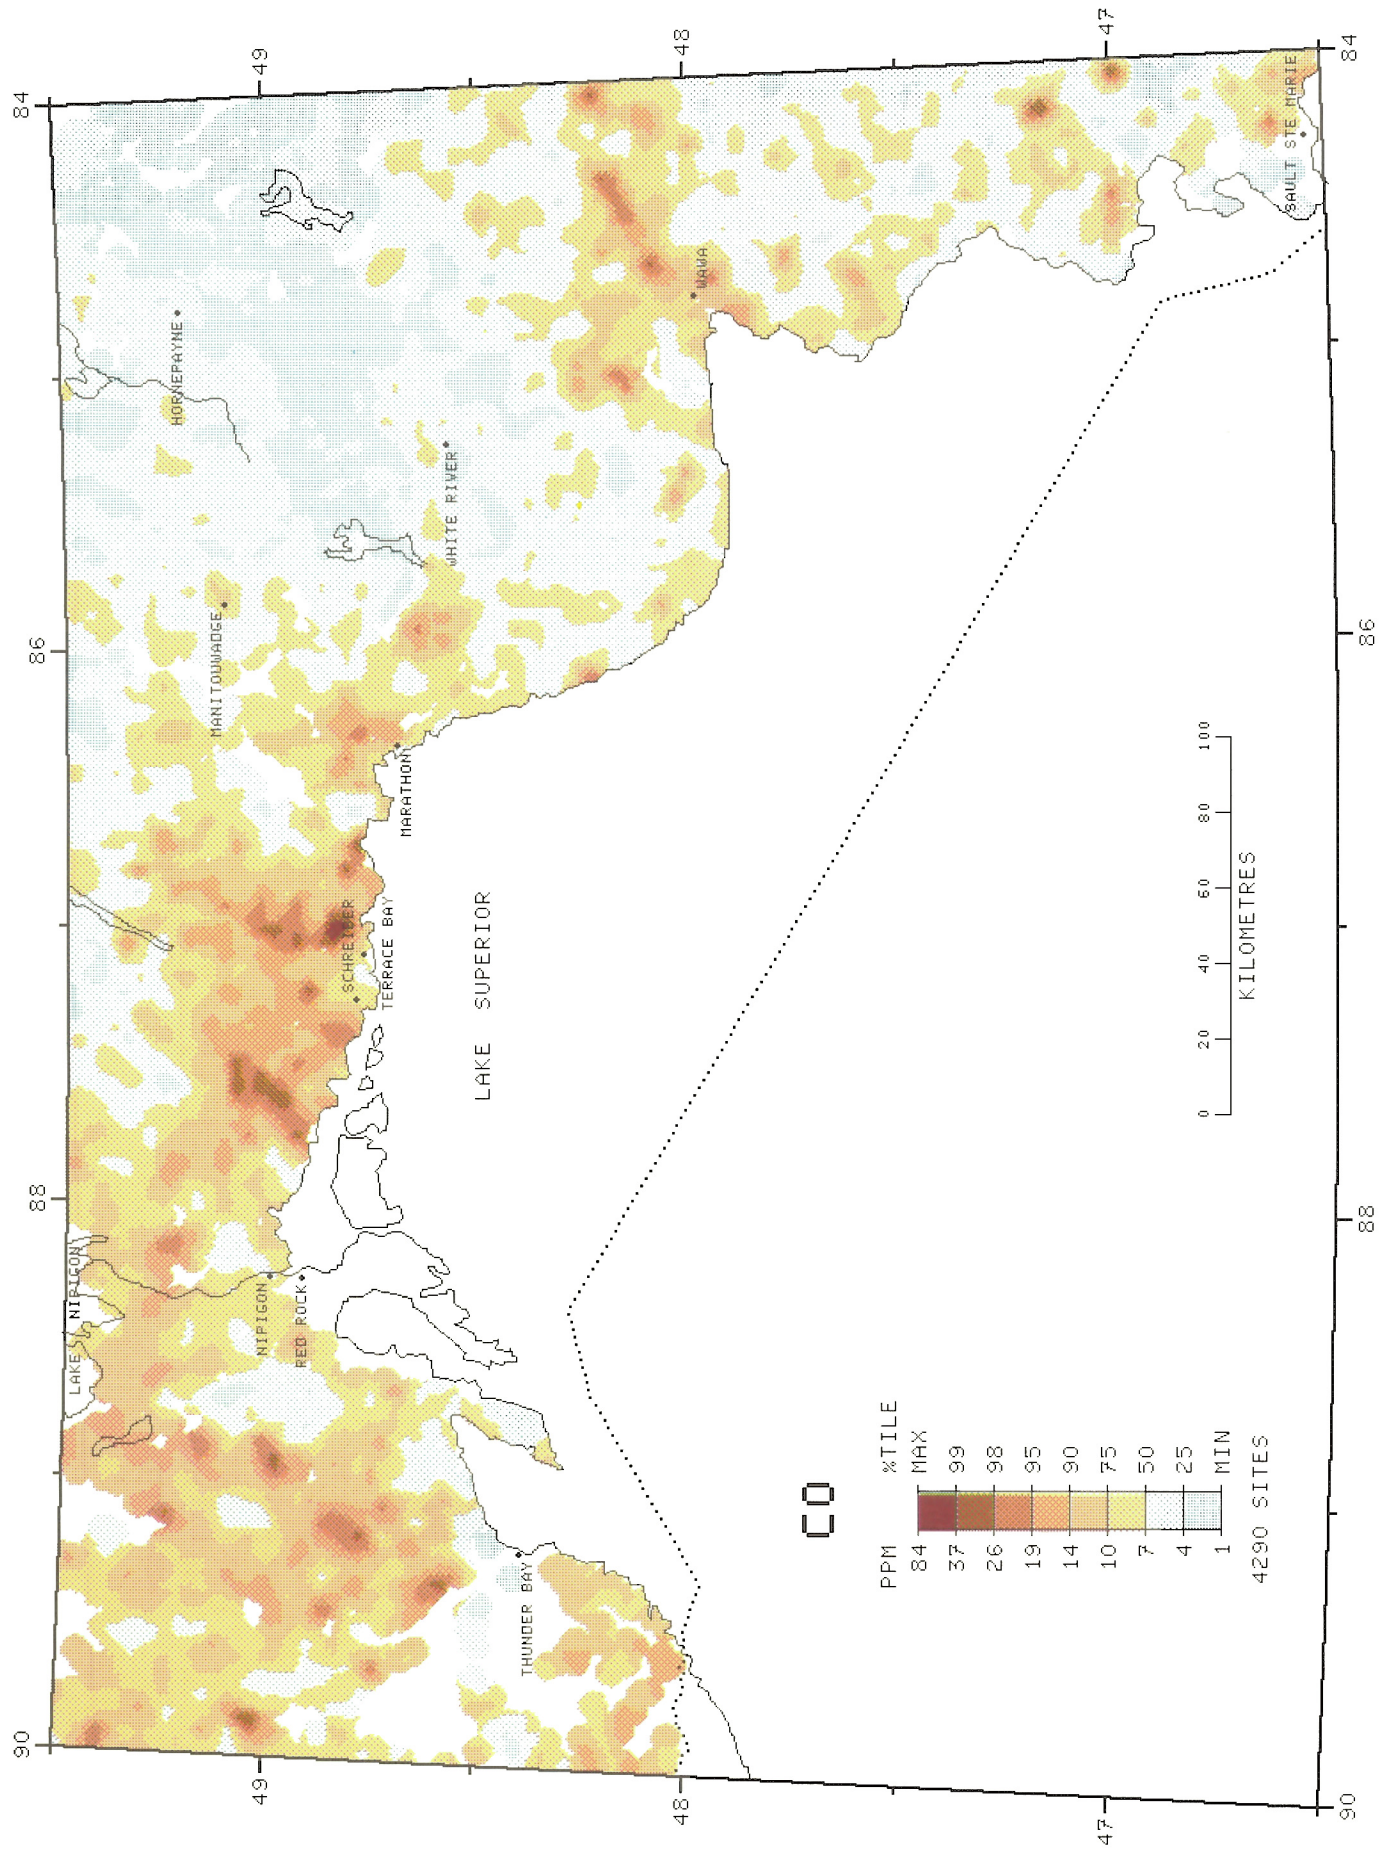 90 88 86 84
LAKE NIPIGON
HORNEPAYNE
MANITOUWADGE
49 49
NIPIGON
RED ROCK
SCHREIBER
TERRACE BAY
MARATHON
WHITE RIVER
LAKE SUPERIOR
THUNDER BAY
48 48
WAWA
CO
PPM %TILE
84 MAX
37 99
26 98
19 95
14 90
10 75
7 50
4 25
1 MIN
4290 SITES
47 47
0 20 40 60 80 100
KILOMETRES
SAULT STE MARIE
90 88 86 84